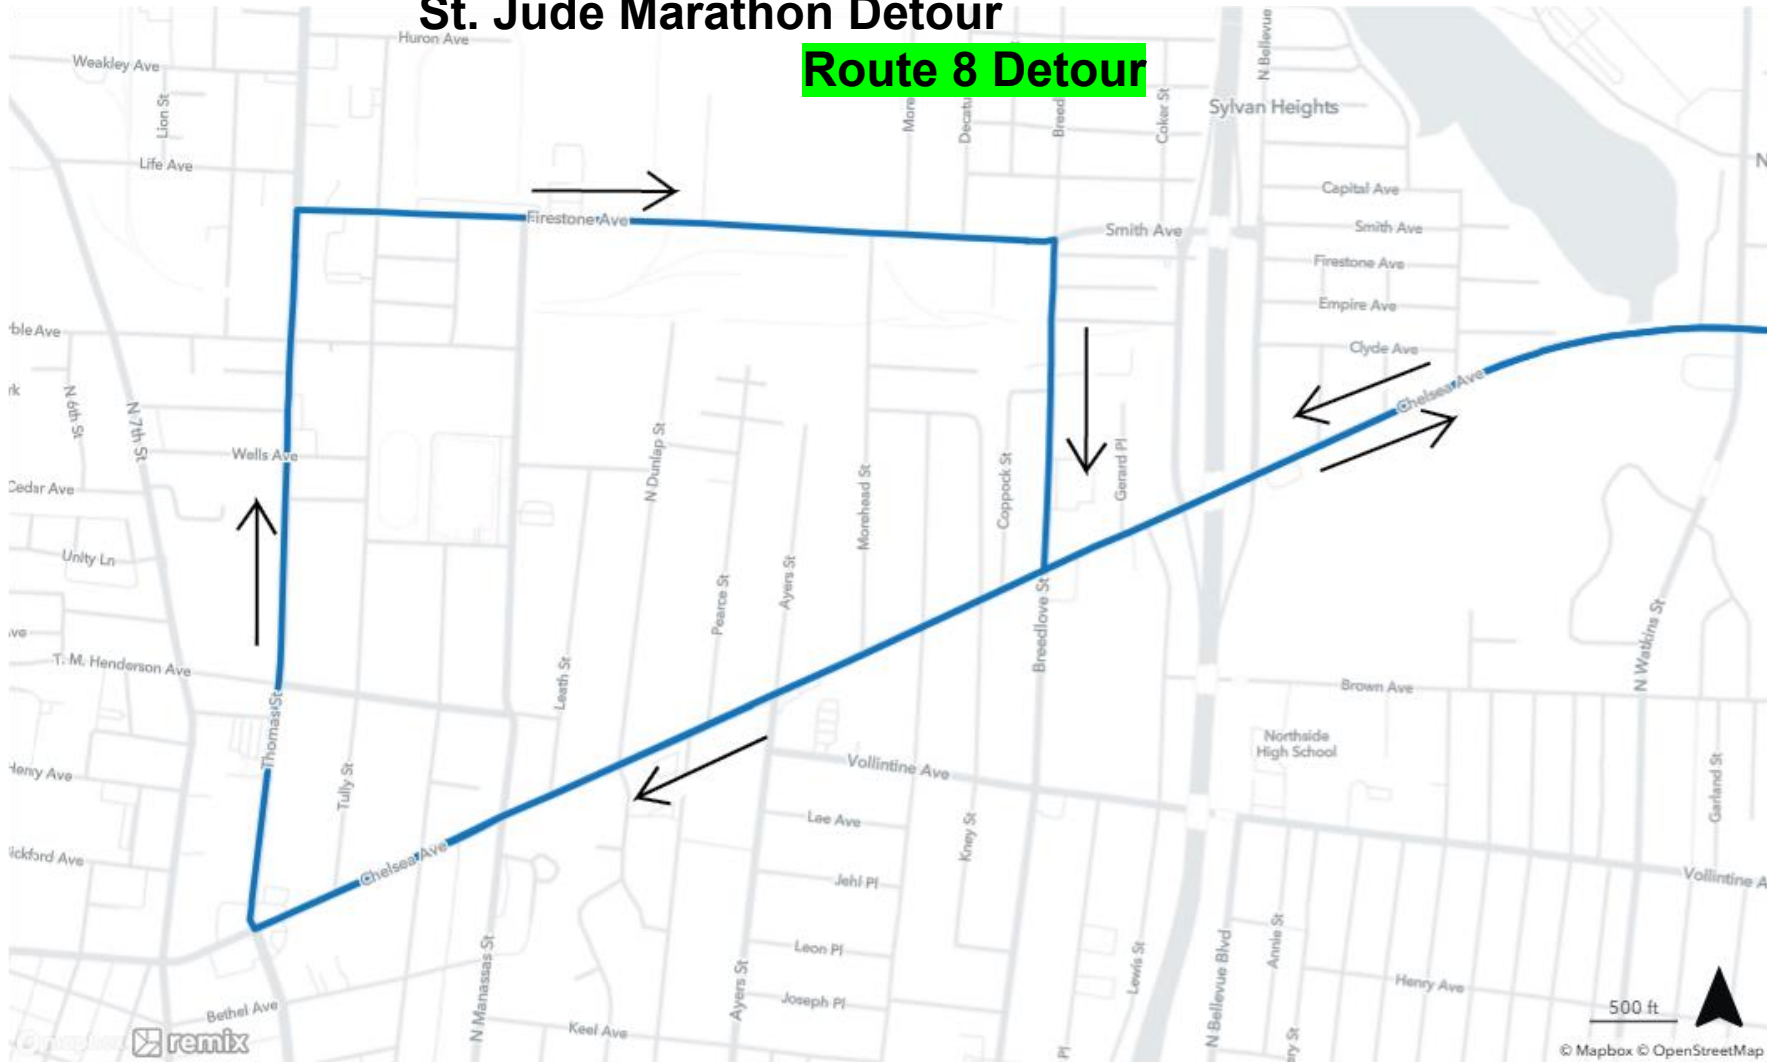 St. Jude Marathon Detour
Route 8 Detour
Huron Ave
Weakley Ave
Lion St
Life Ave
N Bellevue
Sylvan Heights
Coker St
Capital Ave
Smith Ave
Smith Ave
Firestone Ave
Firestone Ave
Empire Ave
Clyde Ave
Chelsea Ave
N 6th St
N 7th St
Wells Ave
Cedar Ave
Unity Ln
N Dunlap St
Morehead St
Coppock St
Gerard Pl
Pearce St
Ayers St
Breedlove St
N Watkins St
T. M. Henderson Ave
Thomas St
Leath St
Brown Ave
Northside
High School
Henry Ave
Tully St
Vollintine Ave
Garland St
Lee Ave
Kney St
Chelsea Ave
Jehl Pl
Vollintine A
Leon Pl
Joseph Pl
Ayers St
N Manassas St
Lewis St
N Bellevue Blvd
Annie St
Henry Ave
Bethel Ave
Keel Ave
Pl
500 ft
remix
© Mapbox © OpenStreetMap